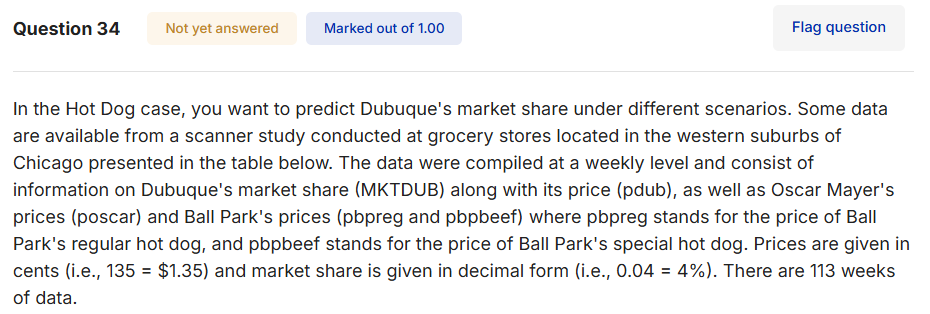 Question 34
Not yet answered
Marked out of 1.00
Flag question
In the Hot Dog case, you want to predict Dubuque's market share under different scenarios. Some data
are available from a scanner study conducted at grocery stores located in the western suburbs of
Chicago presented in the table below. The data were compiled at a weekly level and consist of
information on Dubuque's market share (MKTDUB) along with its price (pdub), as well as Oscar Mayer's
prices (poscar) and Ball Park's prices (pbpreg and pbpbeef) where pbpreg stands for the price of Ball
Park's regular hot dog, and pbpbeef stands for the price of Ball Park's special hot dog. Prices are given in
cents (i.e., 135 = $1.35) and market share is given in decimal form (i.e., 0.04 = 4%). There are 113 weeks
of data.